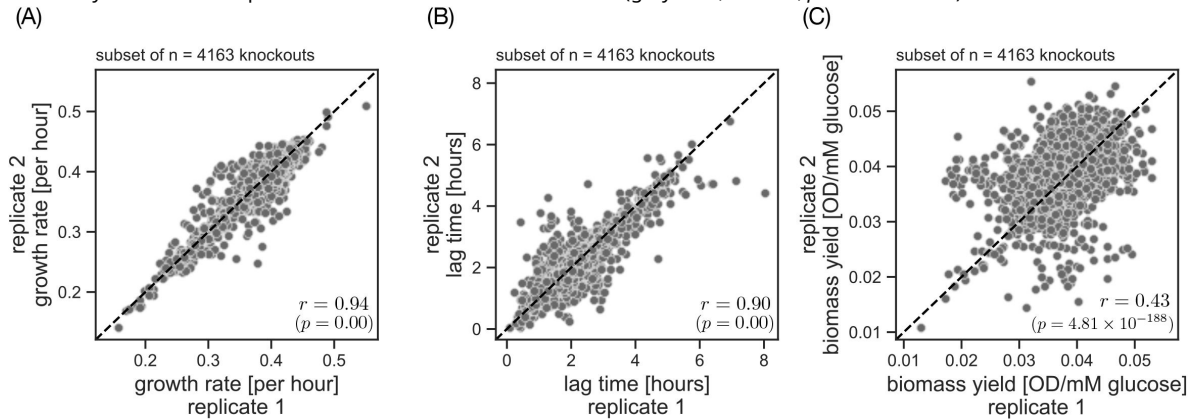 (A)
subset of n = 4163 knockouts
replicate 2
growth rate [per hour]
0.5
0.4
0.3
0.2
r = 0.94
(p = 0.00)
0.2 0.3 0.4 0.5
growth rate [per hour]
replicate 1
(B)
subset of n = 4163 knockouts
replicate 2
lag time [hours]
8
6
4
2
0
r = 0.90
(p = 0.00)
0 2 4 6 8
lag time [hours]
replicate 1
(C)
subset of n = 4163 knockouts
replicate 2
biomass yield [OD/mM glucose]
0.05
0.04
0.03
0.02
0.01
r = 0.43
(p = 4.81 × 10⁻¹⁸⁸)
0.01 0.02 0.03 0.04 0.05
biomass yield [OD/mM glucose]
replicate 1